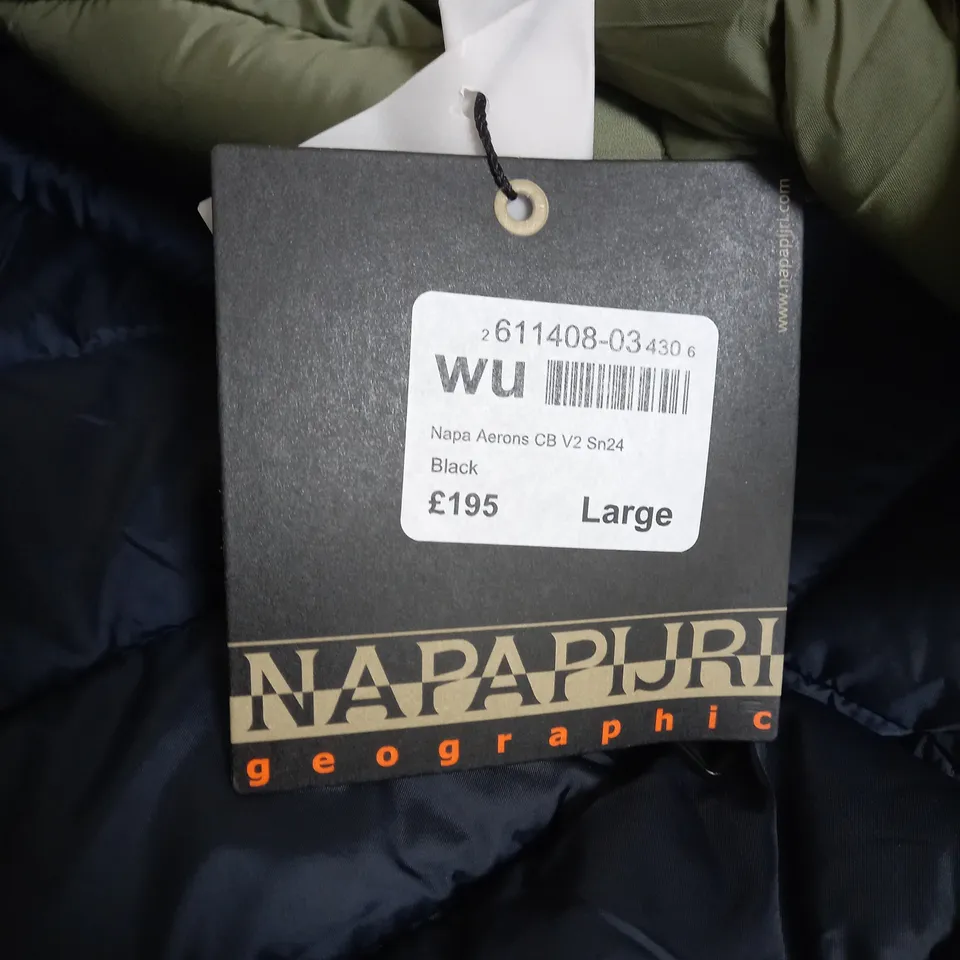 www.napapijri.com
2 611408-03 430 6
wu
Napa Aerons CB V2 Sn24
Black
£195 Large
NAPAPIJRI
geographic